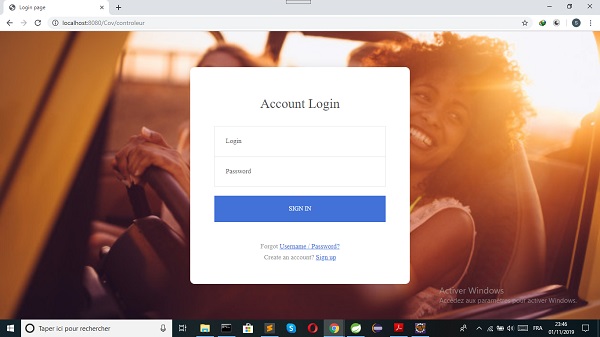 Login page
localhost:8080/Cov/controleur
Account Login
Login
Password
SIGN IN
Forgot Username / Password?
Create an account? Sign up
Activer Windows
Accédez aux paramètres pour activer Windows.
Taper ici pour rechercher
FRA
23:46
01/11/2019